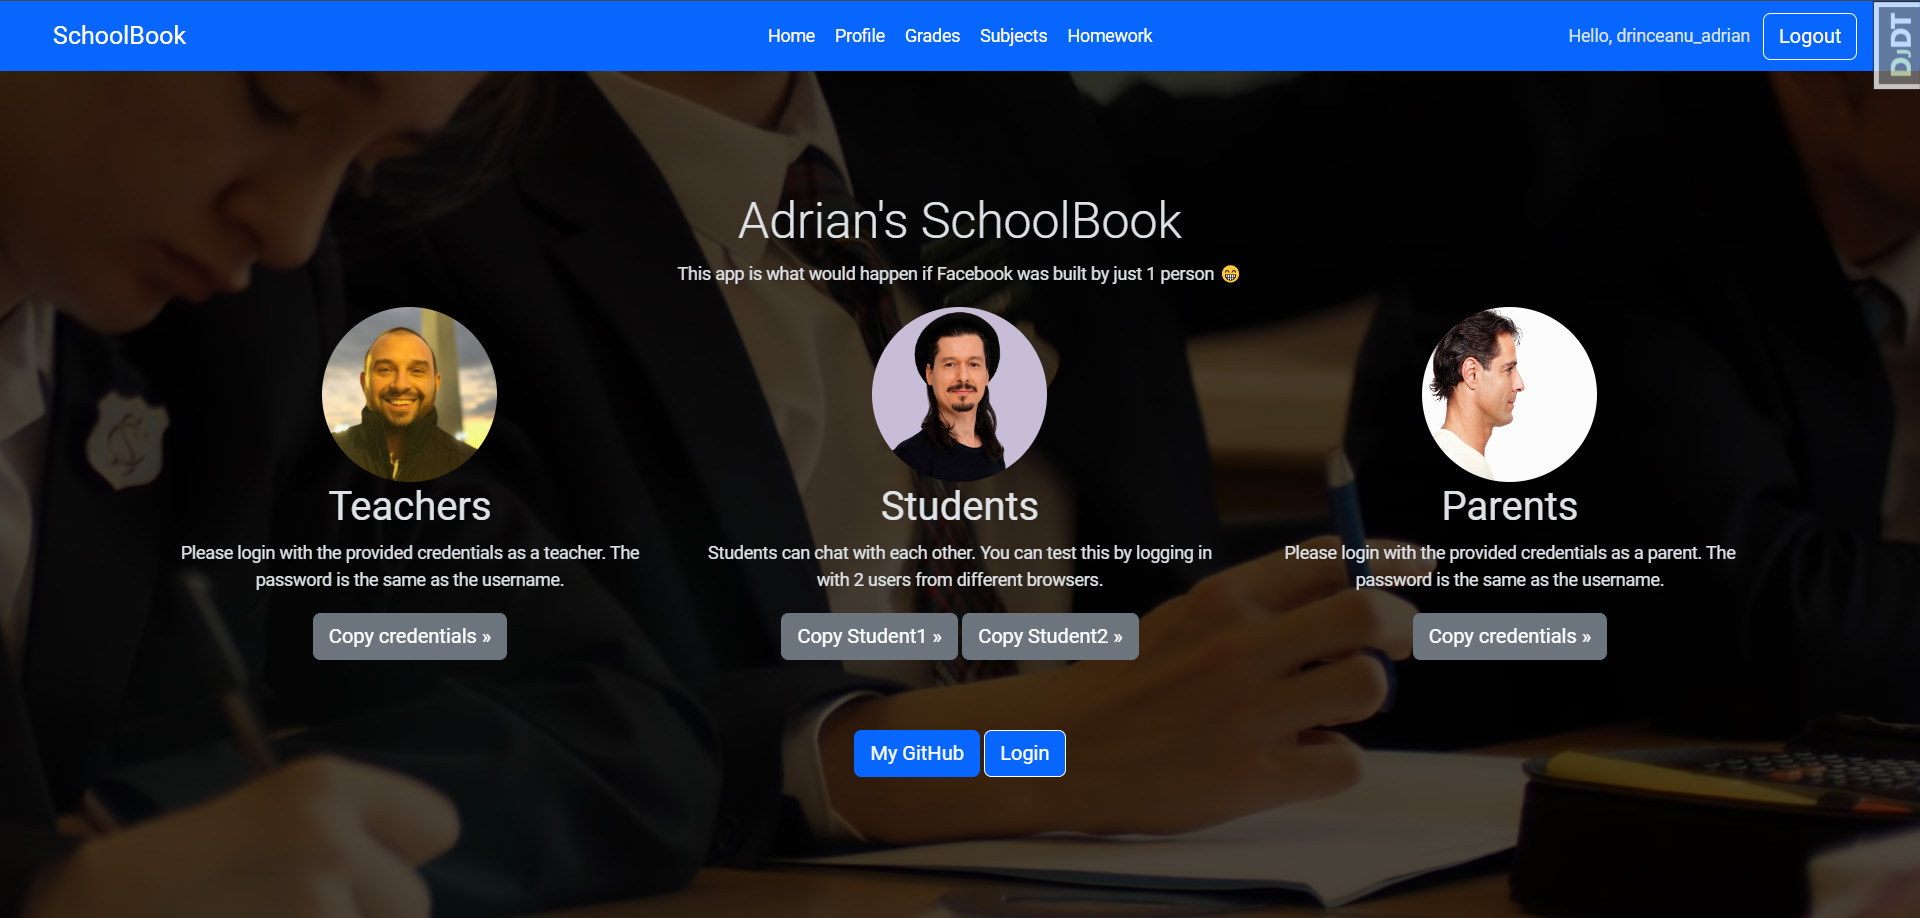 SchoolBook
Home Profile Grades Subjects Homework
Hello, drinceanu_adrian
Logout
DJDT
Adrian's SchoolBook
This app is what would happen if Facebook was built by just 1 person 😁
Teachers
Please login with the provided credentials as a teacher. The
password is the same as the username.
Copy credentials »
Students
Students can chat with each other. You can test this by logging in
with 2 users from different browsers.
Copy Student1 » Copy Student2 »
Parents
Please login with the provided credentials as a parent. The
password is the same as the username.
Copy credentials »
My GitHub Login